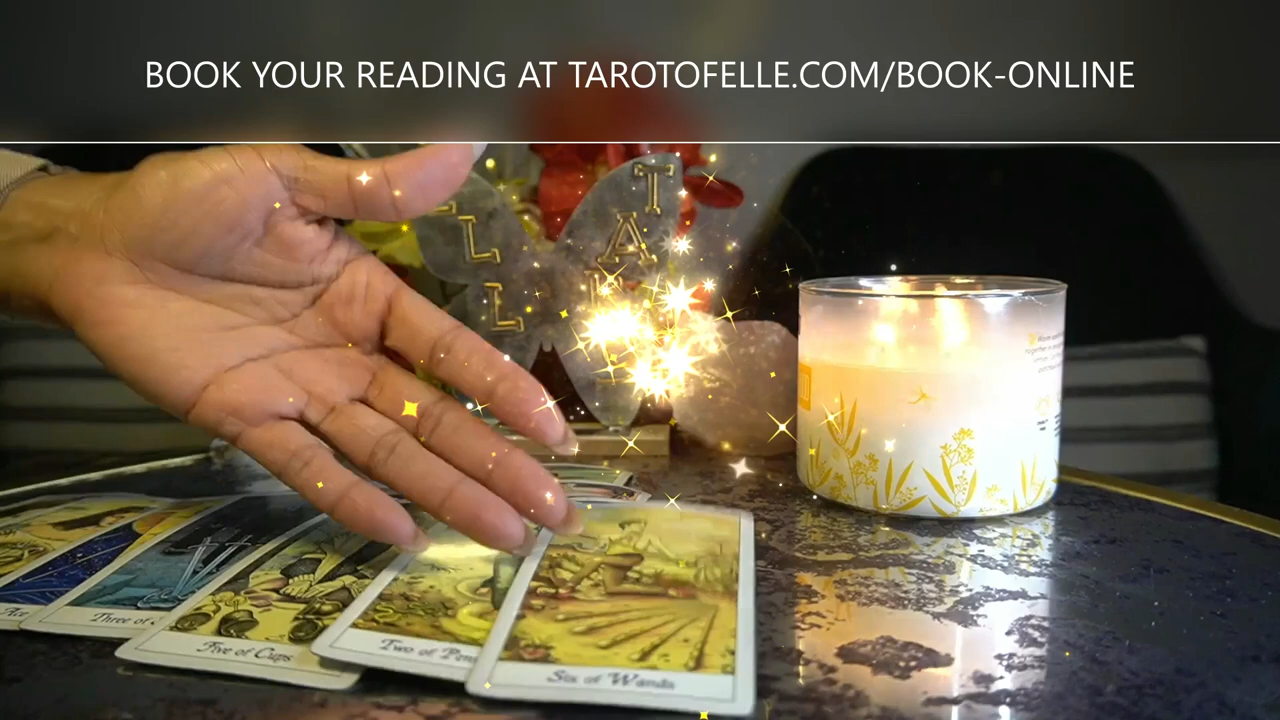 BOOK YOUR READING AT TAROTOFELLE.COM/BOOK-ONLINE
T
L
A
L
Three of
Five of Cups
Two of Pen
Six of Wands